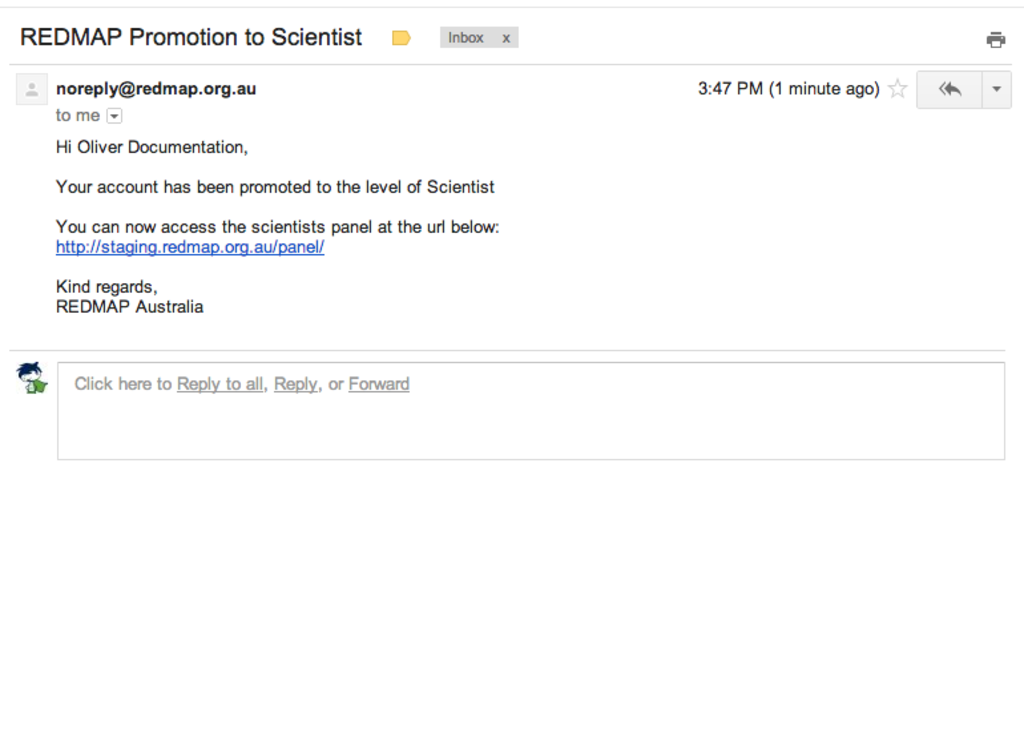 REDMAP Promotion to Scientist Inbox x
noreply@redmap.org.au 3:47 PM (1 minute ago)
to me
Hi Oliver Documentation,
Your account has been promoted to the level of Scientist
You can now access the scientists panel at the url below:
http://staging.redmap.org.au/panel/
Kind regards,
REDMAP Australia
Click here to Reply to all, Reply, or Forward